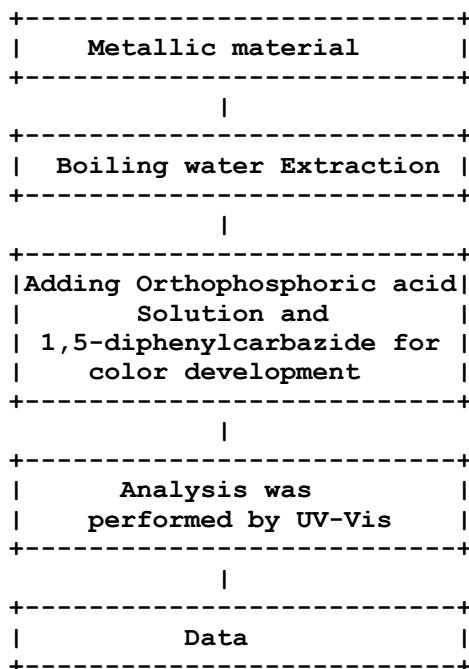 Metallic material
Boiling water Extraction
Adding Orthophosphoric acid
Solution and
1,5-diphenylcarbazide for
color development
Analysis was
performed by UV-Vis
Data